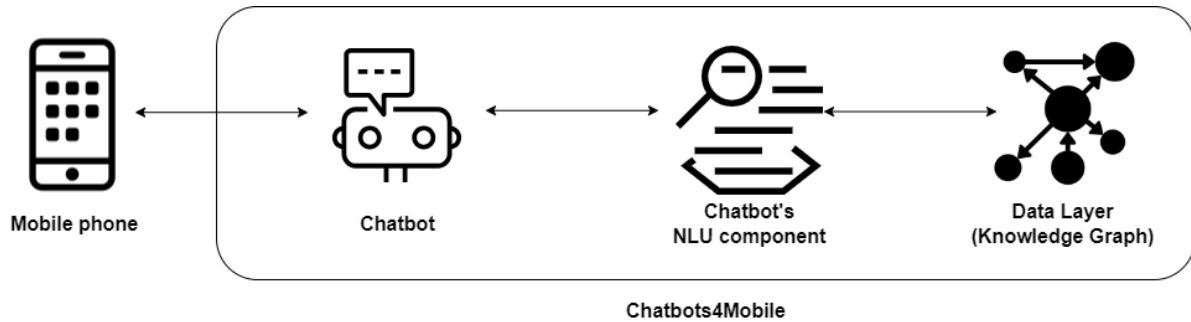 Mobile phone
Chatbot
Chatbot's
NLU component
Data Layer
(Knowledge Graph)
Chatbots4Mobile